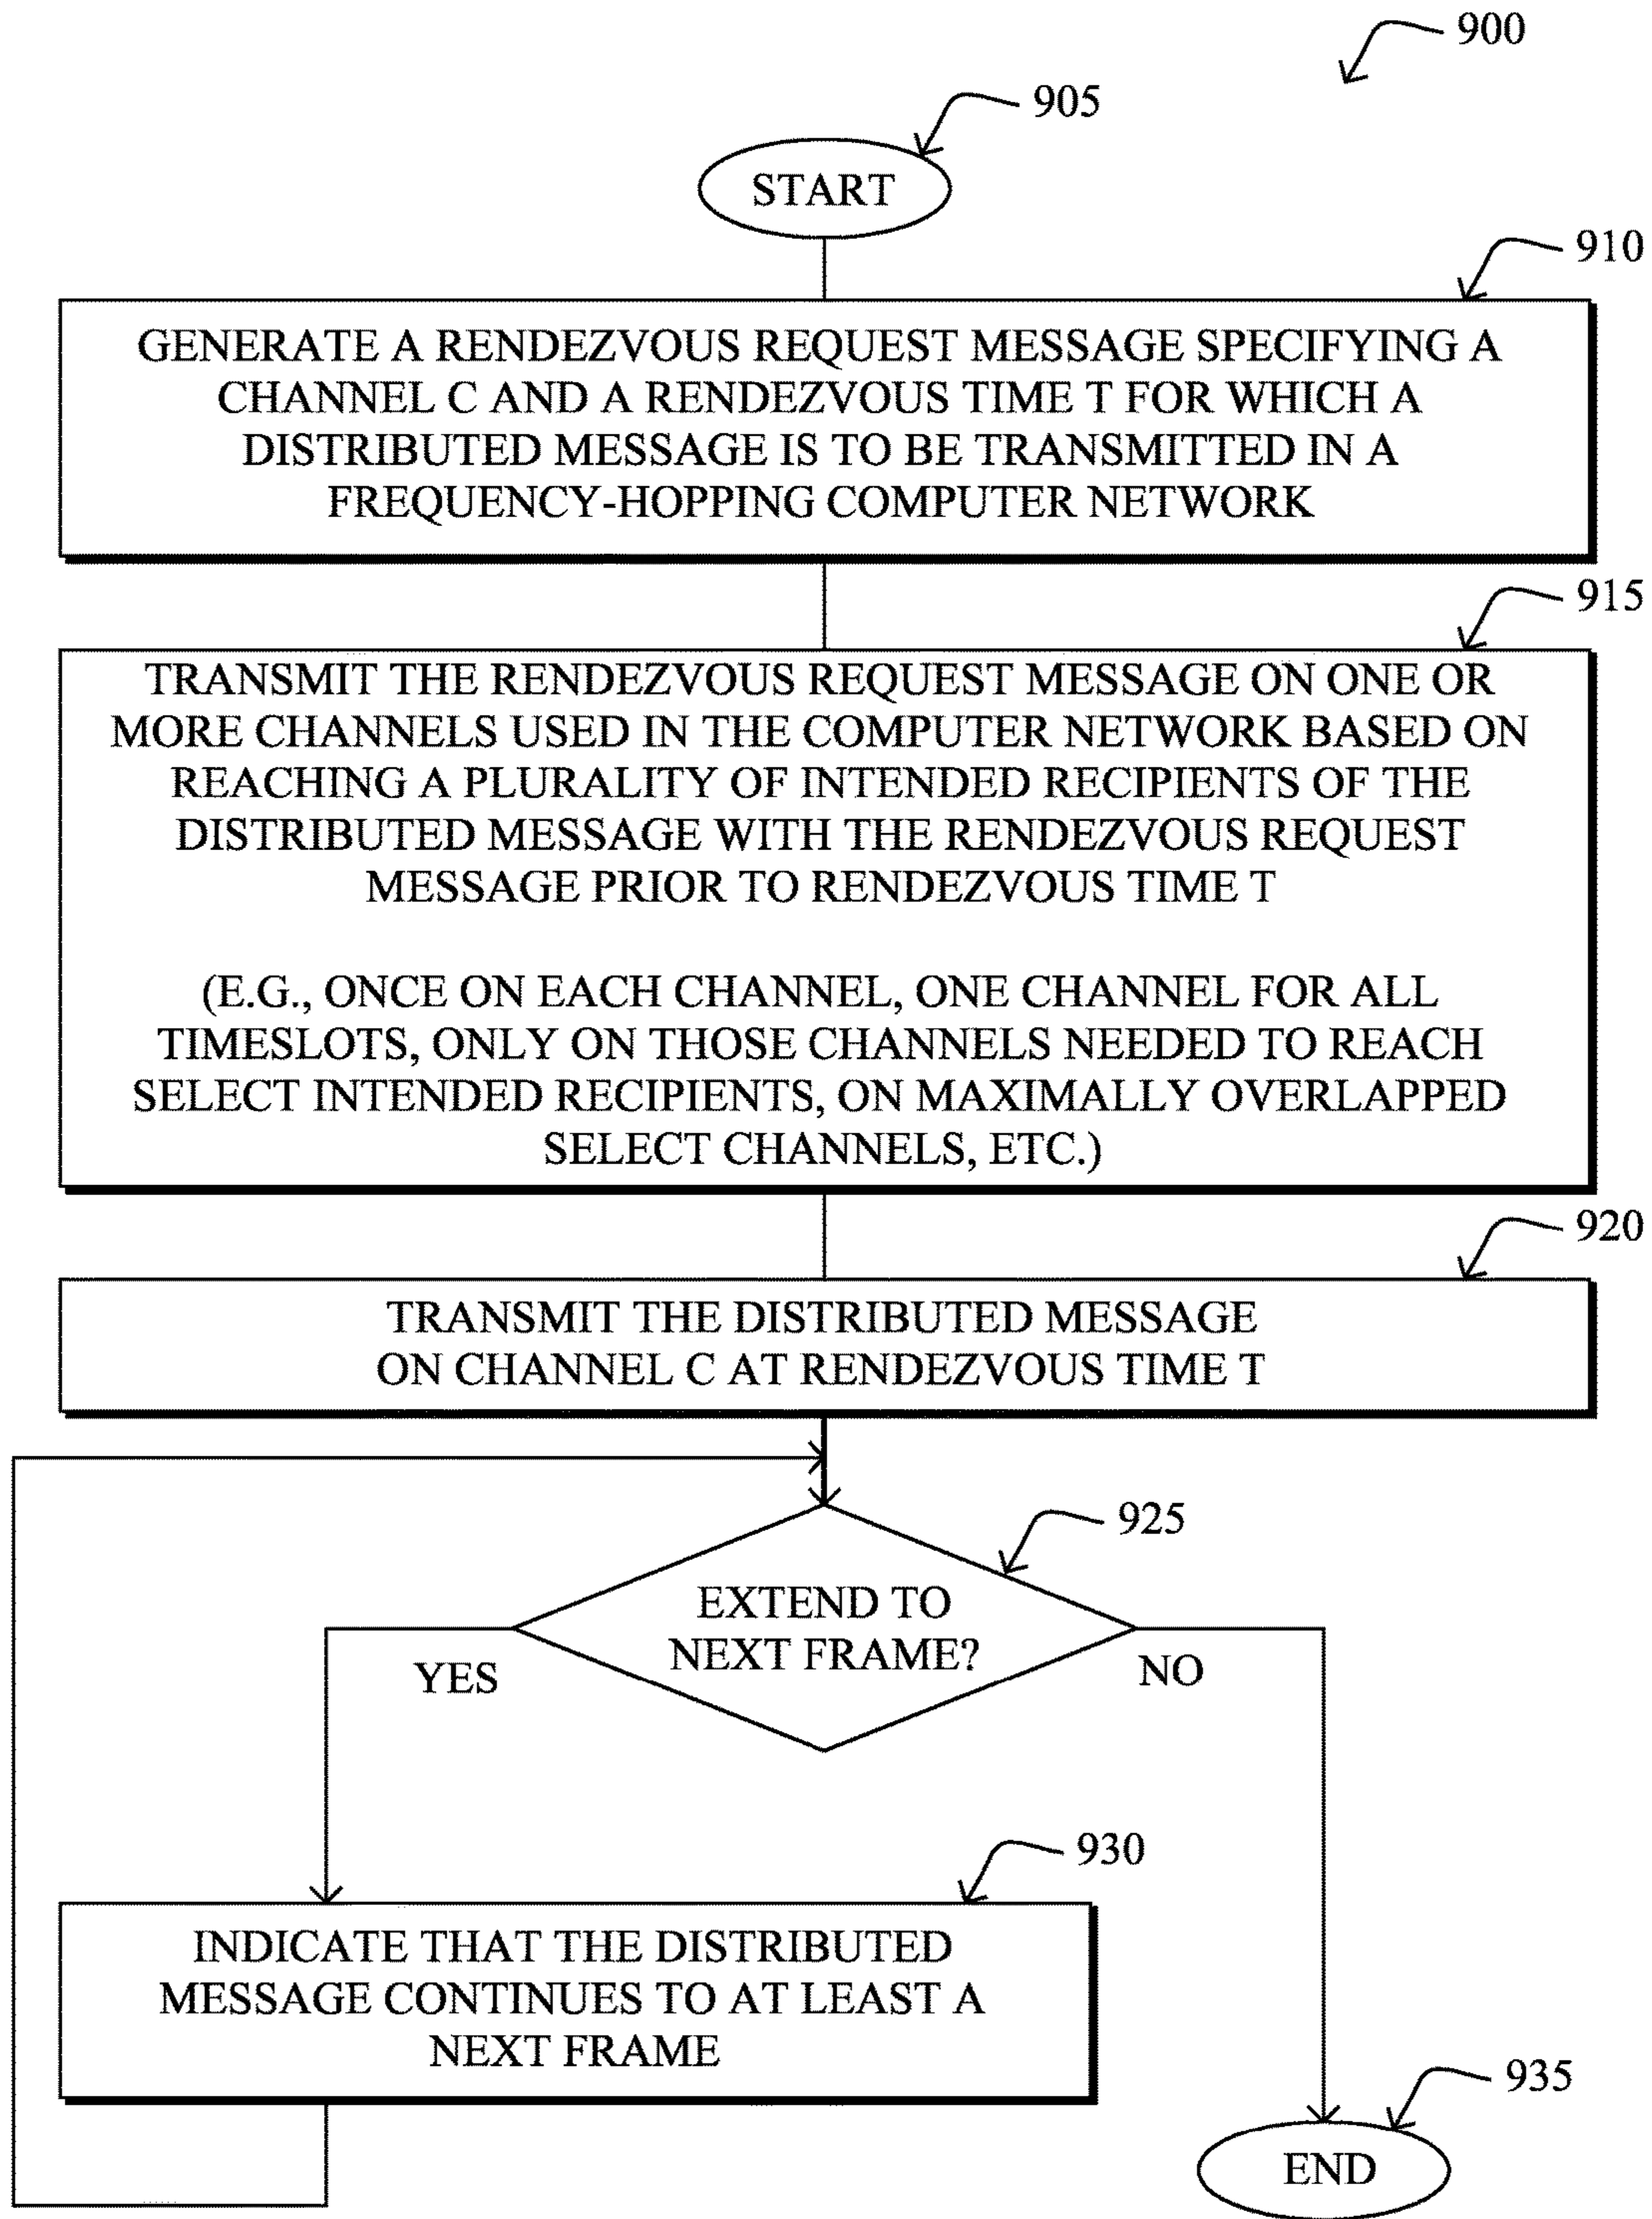 900
905
START
910
GENERATE A RENDEZVOUS REQUEST MESSAGE SPECIFYING A
CHANNEL C AND A RENDEZVOUS TIME T FOR WHICH A
DISTRIBUTED MESSAGE IS TO BE TRANSMITTED IN A
FREQUENCY-HOPPING COMPUTER NETWORK
915
TRANSMIT THE RENDEZVOUS REQUEST MESSAGE ON ONE OR
MORE CHANNELS USED IN THE COMPUTER NETWORK BASED ON
REACHING A PLURALITY OF INTENDED RECIPIENTS OF THE
DISTRIBUTED MESSAGE WITH THE RENDEZVOUS REQUEST
MESSAGE PRIOR TO RENDEZVOUS TIME T
(E.G., ONCE ON EACH CHANNEL, ONE CHANNEL FOR ALL
TIMESLOTS, ONLY ON THOSE CHANNELS NEEDED TO REACH
SELECT INTENDED RECIPIENTS, ON MAXIMALLY OVERLAPPED
SELECT CHANNELS, ETC.)
920
TRANSMIT THE DISTRIBUTED MESSAGE
ON CHANNEL C AT RENDEZVOUS TIME T
925
EXTEND TO
NEXT FRAME?
YES
NO
930
INDICATE THAT THE DISTRIBUTED
MESSAGE CONTINUES TO AT LEAST A
NEXT FRAME
935
END